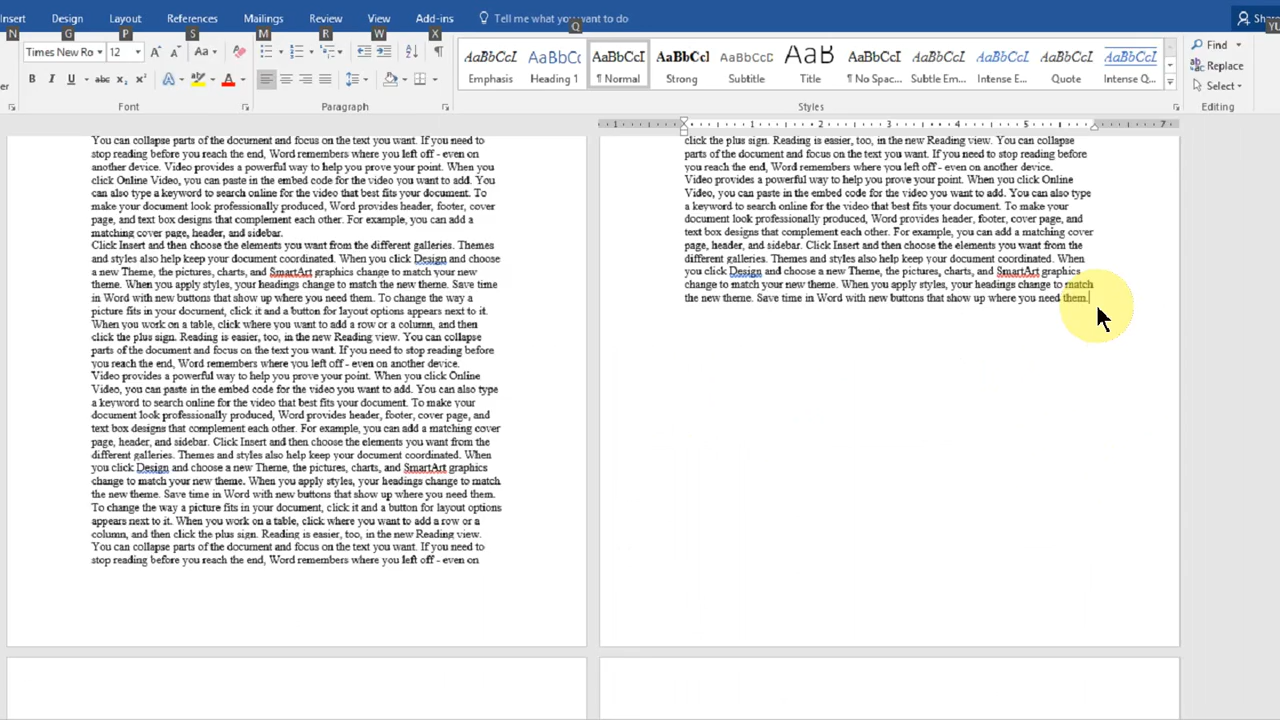 Insert Design Layout References Mailings Review View Add-ins Tell me what you want to do
N G P S M R W X Q
Times New Ro 12 Aa
B I U abc x₂ x² A A
AaBbCcI AaBbCc AaBbCcI AaBbCcI AaBbCcD AaB AaBbCcI AaBbCcI AaBbCcI AaBbCcI AaBbCcI
Emphasis Heading 1 ¶ Normal Strong Subtitle Title ¶ No Spac... Subtle Em... Intense E... Quote Intense Q...
Find
Replace
Select
Font Paragraph Styles Editing
1 1 2 3 4 5 7
You can collapse parts of the document and focus on the text you want. If you need to
stop reading before you reach the end, Word remembers where you left off - even on
another device. Video provides a powerful way to help you prove your point. When you
click Online Video, you can paste in the embed code for the video you want to add. You
can also type a keyword to search online for the video that best fits your document. To
make your document look professionally produced, Word provides header, footer, cover
page, and text box designs that complement each other. For example, you can add a
matching cover page, header, and sidebar.
Click Insert and then choose the elements you want from the different galleries. Themes
and styles also help keep your document coordinated. When you click Design and choose
a new Theme, the pictures, charts, and SmartArt graphics change to match your new
theme. When you apply styles, your headings change to match the new theme. Save time
in Word with new buttons that show up where you need them. To change the way a
picture fits in your document, click it and a button for layout options appears next to it.
When you work on a table, click where you want to add a row or a column, and then
click the plus sign. Reading is easier, too, in the new Reading view. You can collapse
parts of the document and focus on the text you want. If you need to stop reading before
you reach the end, Word remembers where you left off - even on another device.
Video provides a powerful way to help you prove your point. When you click Online
Video, you can paste in the embed code for the video you want to add. You can also type
a keyword to search online for the video that best fits your document. To make your
document look professionally produced, Word provides header, footer, cover page, and
text box designs that complement each other. For example, you can add a matching cover
page, header, and sidebar. Click Insert and then choose the elements you want from the
different galleries. Themes and styles also help keep your document coordinated. When
you click Design and choose a new Theme, the pictures, charts, and SmartArt graphics
change to match your new theme. When you apply styles, your headings change to match
the new theme. Save time in Word with new buttons that show up where you need them.
To change the way a picture fits in your document, click it and a button for layout options
appears next to it. When you work on a table, click where you want to add a row or a
column, and then click the plus sign. Reading is easier, too, in the new Reading view.
You can collapse parts of the document and focus on the text you want. If you need to
stop reading before you reach the end, Word remembers where you left off - even on
click the plus sign. Reading is easier, too, in the new Reading view. You can collapse
parts of the document and focus on the text you want. If you need to stop reading before
you reach the end, Word remembers where you left off - even on another device.
Video provides a powerful way to help you prove your point. When you click Online
Video, you can paste in the embed code for the video you want to add. You can also type
a keyword to search online for the video that best fits your document. To make your
document look professionally produced, Word provides header, footer, cover page, and
text box designs that complement each other. For example, you can add a matching cover
page, header, and sidebar. Click Insert and then choose the elements you want from the
different galleries. Themes and styles also help keep your document coordinated. When
you click Design and choose a new Theme, the pictures, charts, and SmartArt graphics
change to match your new theme. When you apply styles, your headings change to match
the new theme. Save time in Word with new buttons that show up where you need them.